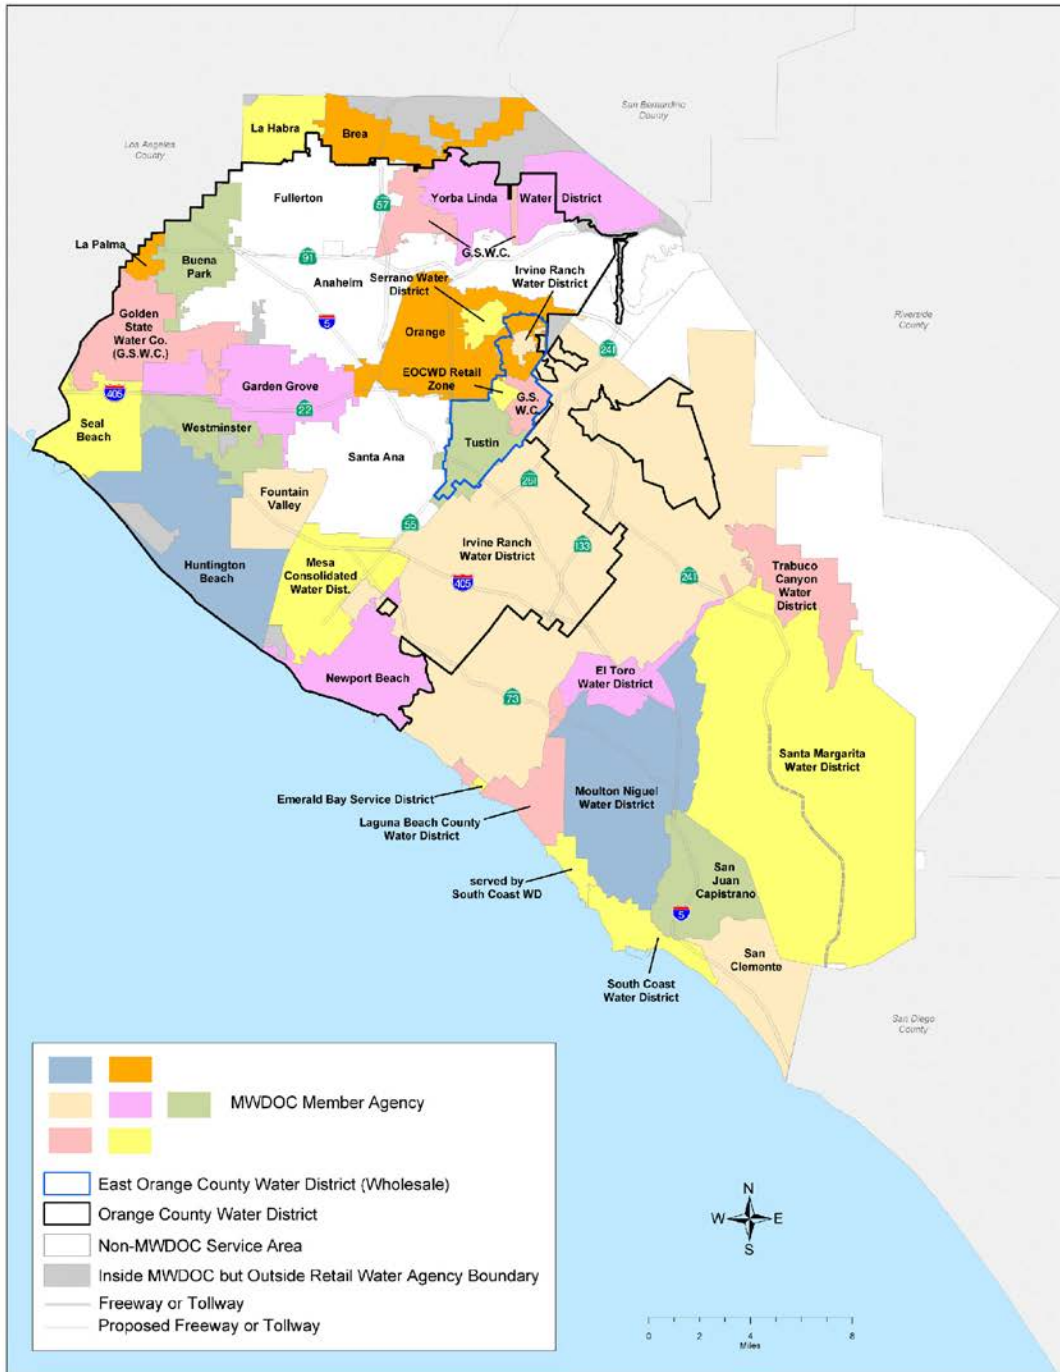 San Bernardino
County
Los Angeles
County
La Habra
Brea
Fullerton
57
Yorba Linda
Water
District
La Palma
91
G.S.W.C.
Buena
Park
Anaheim
Serrano Water
District
Irvine Ranch
Water District
Riverside
County
Golden
State
Water Co.
(G.S.W.C.)
5
Orange
241
EOCWD Retail
Zone
G.S.
W.C.
405
Garden Grove
22
Seal
Beach
Westminster
Tustin
Santa Ana
261
Fountain
Valley
55
Irvine Ranch
Water District
133
Huntington
Beach
Mesa
Consolidated
Water Dist.
405
241
Trabuco
Canyon
Water
District
Newport Beach
El Toro
Water District
73
Santa Margarita
Water District
Emerald Bay Service District
Moulton Niguel
Water District
Laguna Beach County
Water District
served by
South Coast WD
San
Juan
Capistrano
5
San
Clemente
South Coast
Water District
San Diego
County
MWDOC Member Agency
East Orange County Water District (Wholesale)
Orange County Water District
Non-MWDOC Service Area
Inside MWDOC but Outside Retail Water Agency Boundary
Freeway or Tollway
Proposed Freeway or Tollway
N
W
E
S
0 2 4 8
Miles